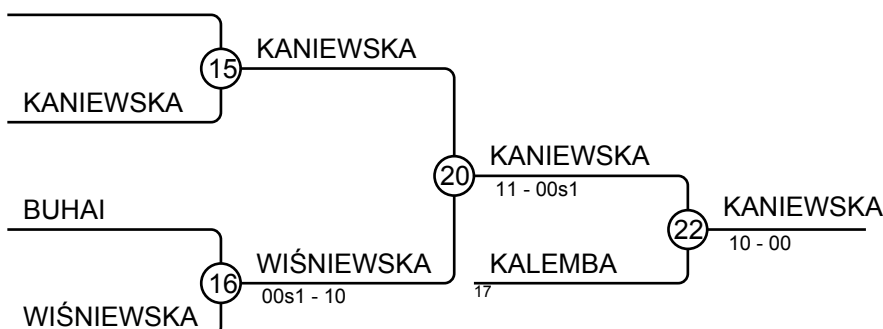 KANIEWSKA
15
KANIEWSKA
KANIEWSKA
20
11 - 00s1
BUHAI
KANIEWSKA
22
10 - 00
WIŚNIEWSKA
KALEMBA
16
00s1 - 10
17
WIŚNIEWSKA